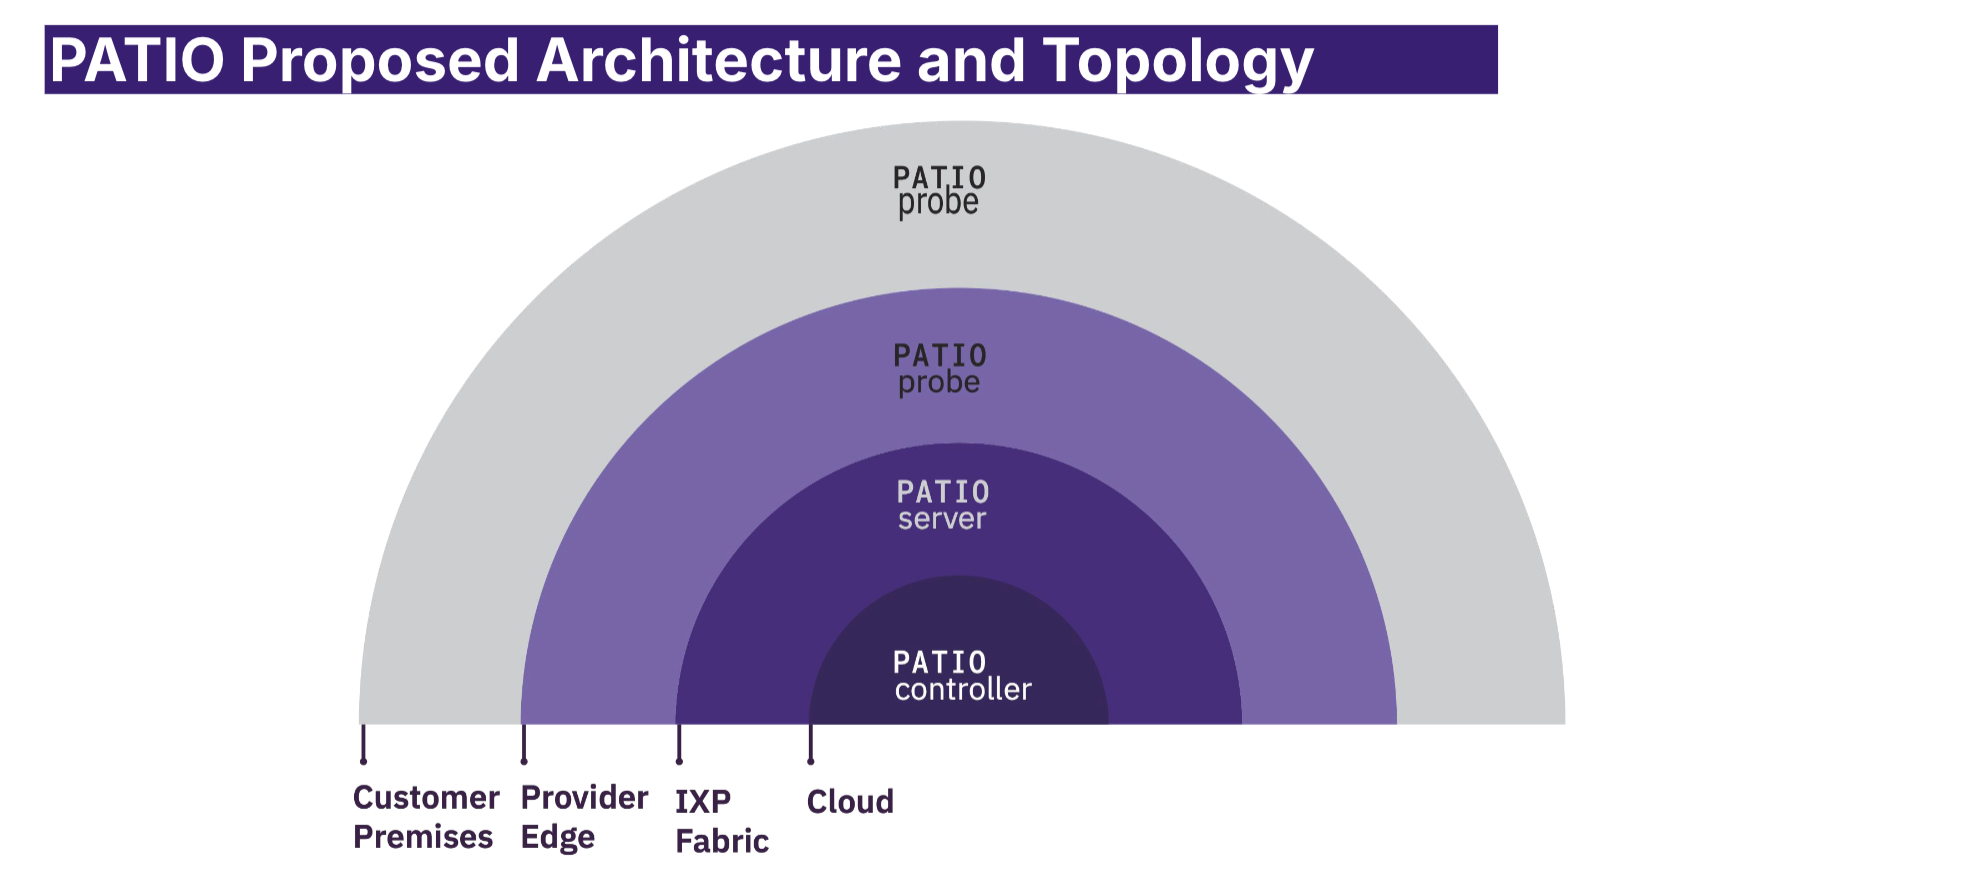 PATIO Proposed Architecture and Topology
PATIO
probe
PATIO
probe
PATIO
server
PATIO
controller
Customer
Premises
Provider
Edge
IXP
Fabric
Cloud